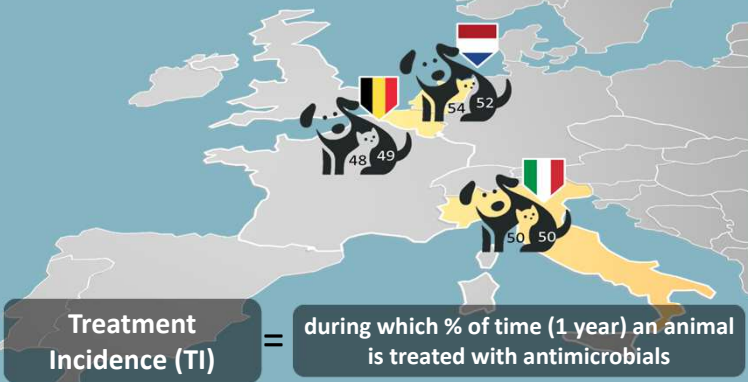 54 52
48 49
50 50
Treatment
Incidence (TI)
=
during which % of time (1 year) an animal
is treated with antimicrobials